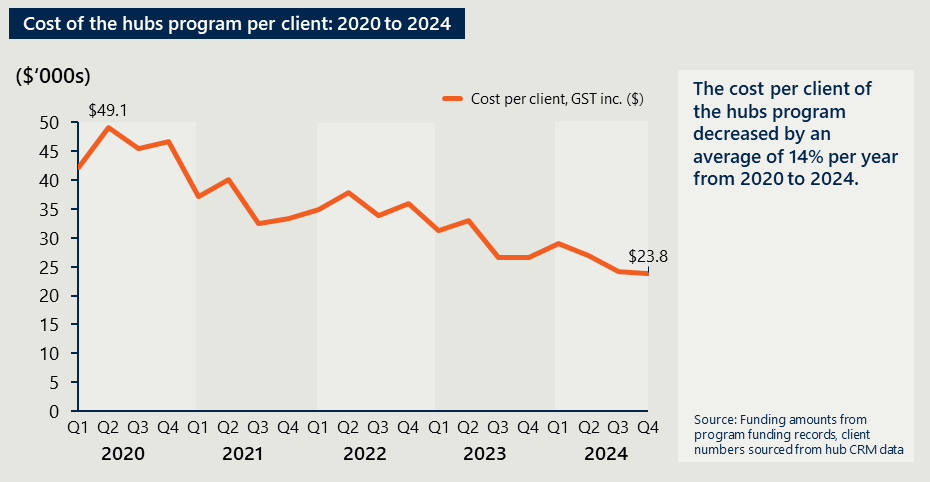 Cost of the hubs program per client: 2020 to 2024
($‘000s)
Cost per client, GST inc. ($)
$49.1
50
45
40
35
30
25
20
15
10
5
0
$23.8
Q1 Q2 Q3 Q4 Q1 Q2 Q3 Q4 Q1 Q2 Q3 Q4 Q1 Q2 Q3 Q4 Q1 Q2 Q3 Q4
2020 2021 2022 2023 2024
The cost per client of
the hubs program
decreased by an
average of 14% per year
from 2020 to 2024.
Source: Funding amounts from
program funding records, client
numbers sourced from hub CRM data